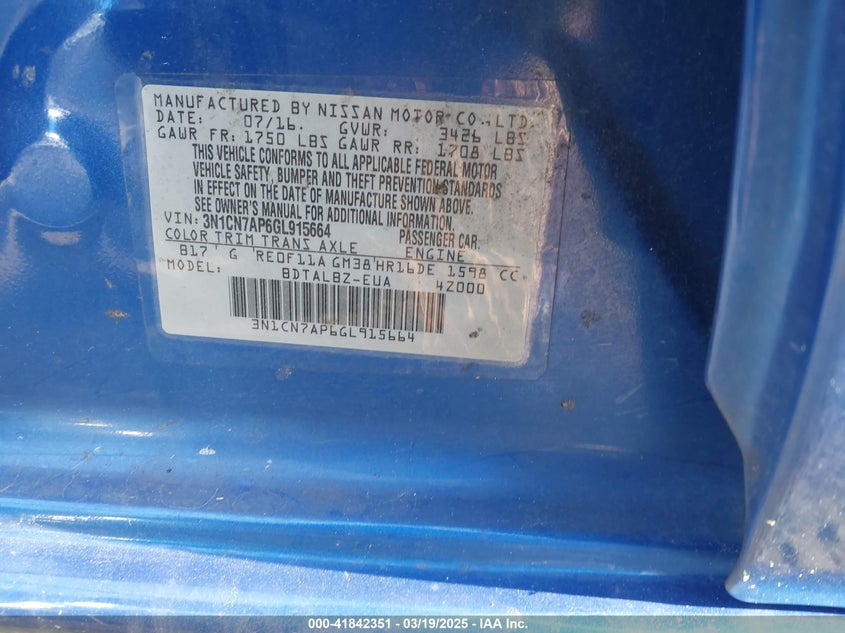 MANUFACTURED BY NISSAN MOTOR CO.,LTD.
DATE: 07/16. GVWR: 3426 LBS
GAWR FR: 1750 LBS GAWR RR: 1708 LBS
THIS VEHICLE CONFORMS TO ALL APPLICABLE FEDERAL MOTOR
VEHICLE SAFETY, BUMPER AND THEFT PREVENTION STANDARDS
IN EFFECT ON THE DATE OF MANUFACTURE SHOWN ABOVE.
SEE OWNER'S MANUAL FOR ADDITIONAL INFORMATION.
VIN: 3N1CN7AP6GL915664 PASSENGER CAR.
COLOR TRIM TRANS AXLE ENGINE
B17 G RE0F11A GM38 HR16DE 1598 CC
MODEL: BDTALBZ-EUA 42000
3N1CN7AP6GL915664
000-41842351 | 03/19/2025 | IAA Inc.